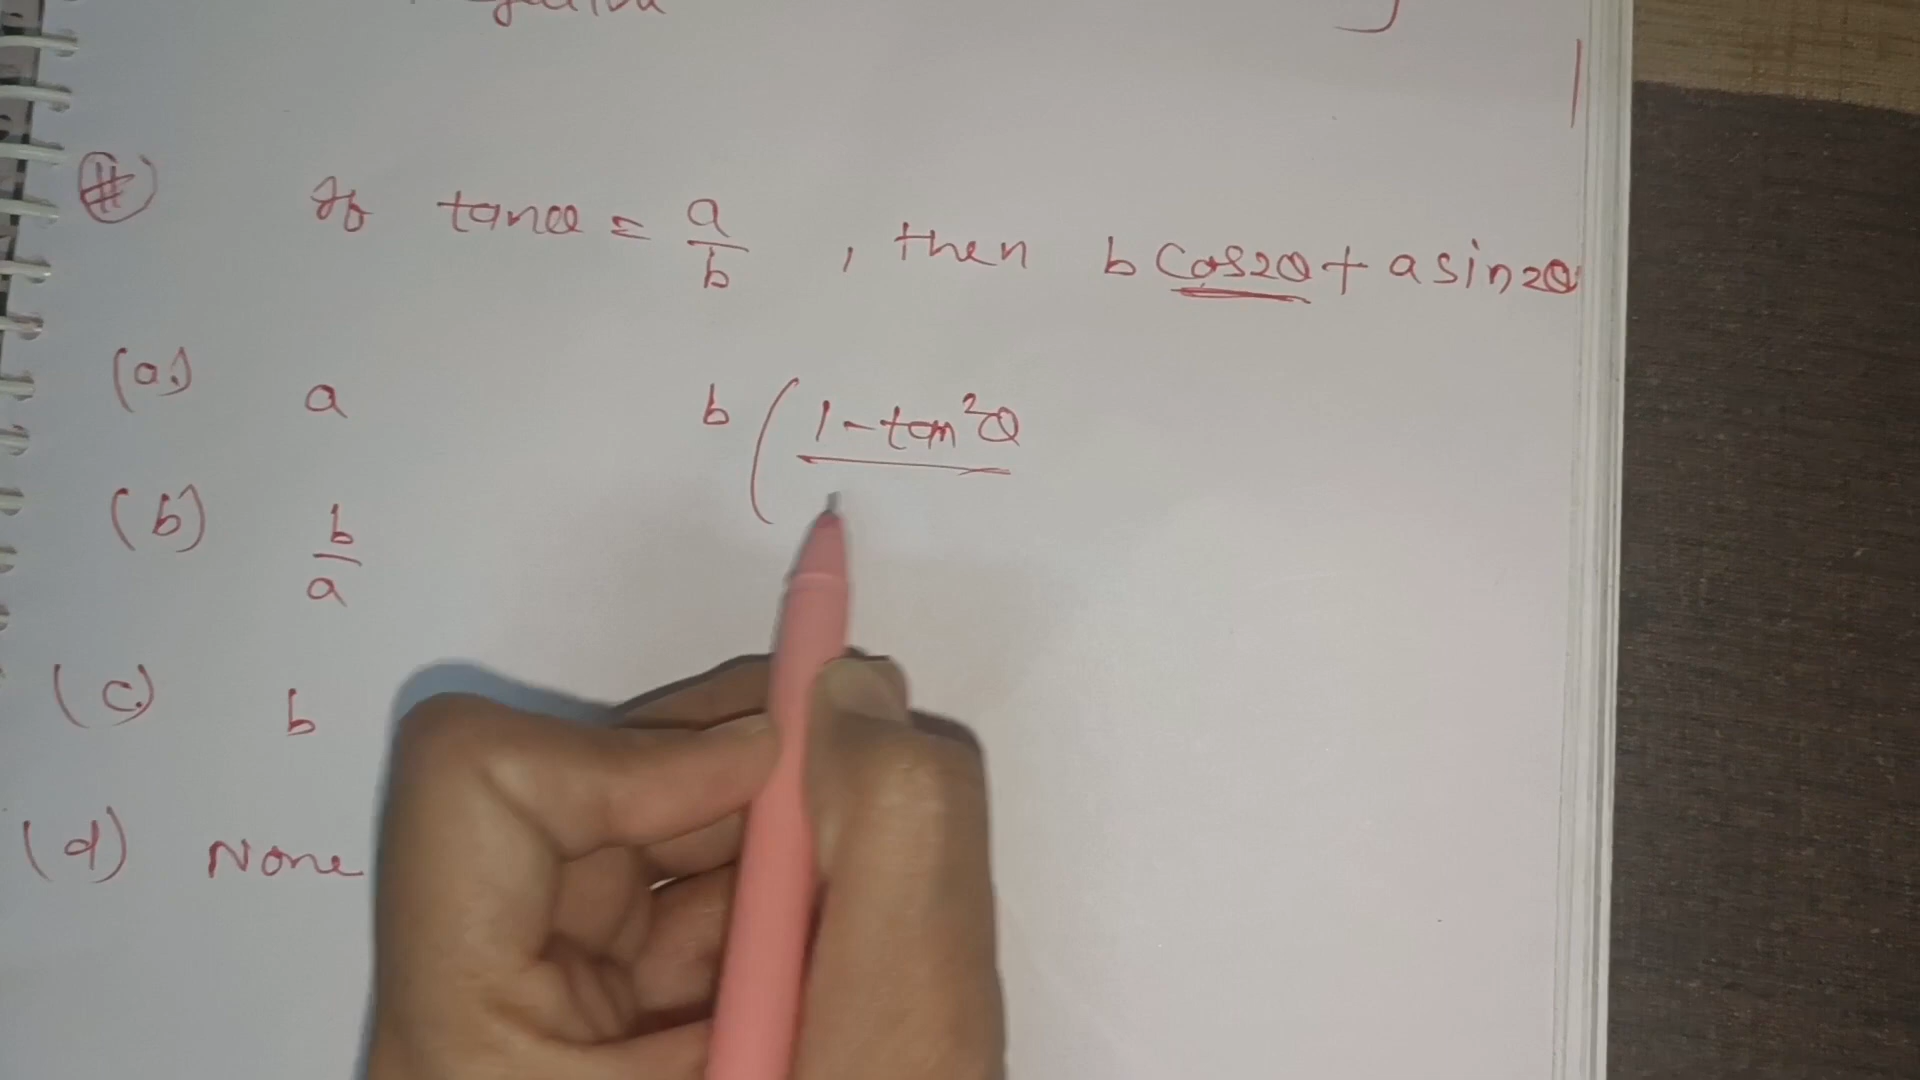 (#) If tanθ = a/b , then b cos2θ + a sin2θ
(a.) a
b ( 1 - tan²θ
(b) b/a
(c.) b
(d) None